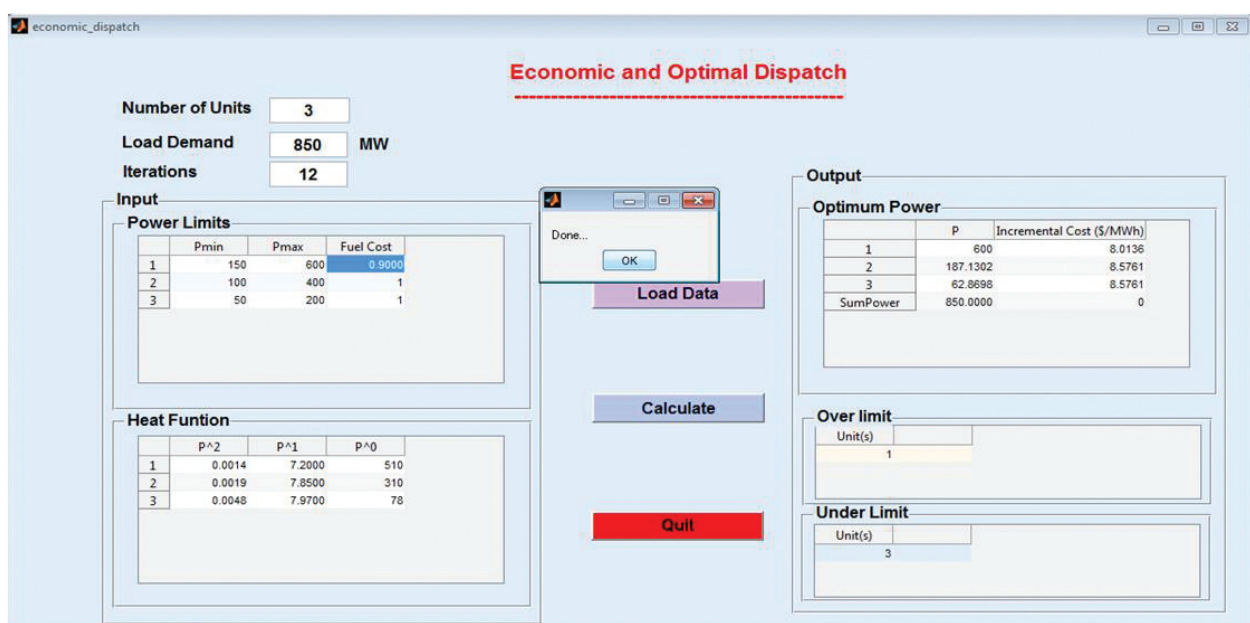 economic_dispatch
Economic and Optimal Dispatch
Number of Units 3
Load Demand 850 MW
Iterations 12
Input
Power Limits
Pmin Pmax Fuel Cost
1 150 600 0.9000
2 100 400 1
3 50 200 1
Heat Funtion
P^2 P^1 P^0
1 0.0014 7.2000 510
2 0.0019 7.8500 310
3 0.0048 7.9700 78
Done...
OK
Load Data
Calculate
Quit
Output
Optimum Power
P Incremental Cost ($/MWh)
1 600 8.0136
2 187.1302 8.5761
3 62.8698 8.5761
SumPower 850.0000 0
Over limit
Unit(s)
1
Under Limit
Unit(s)
3